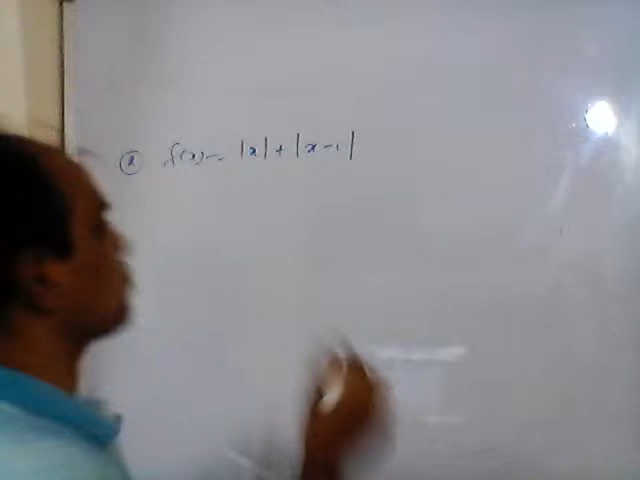 ② f(x) = |x| + |x-1|